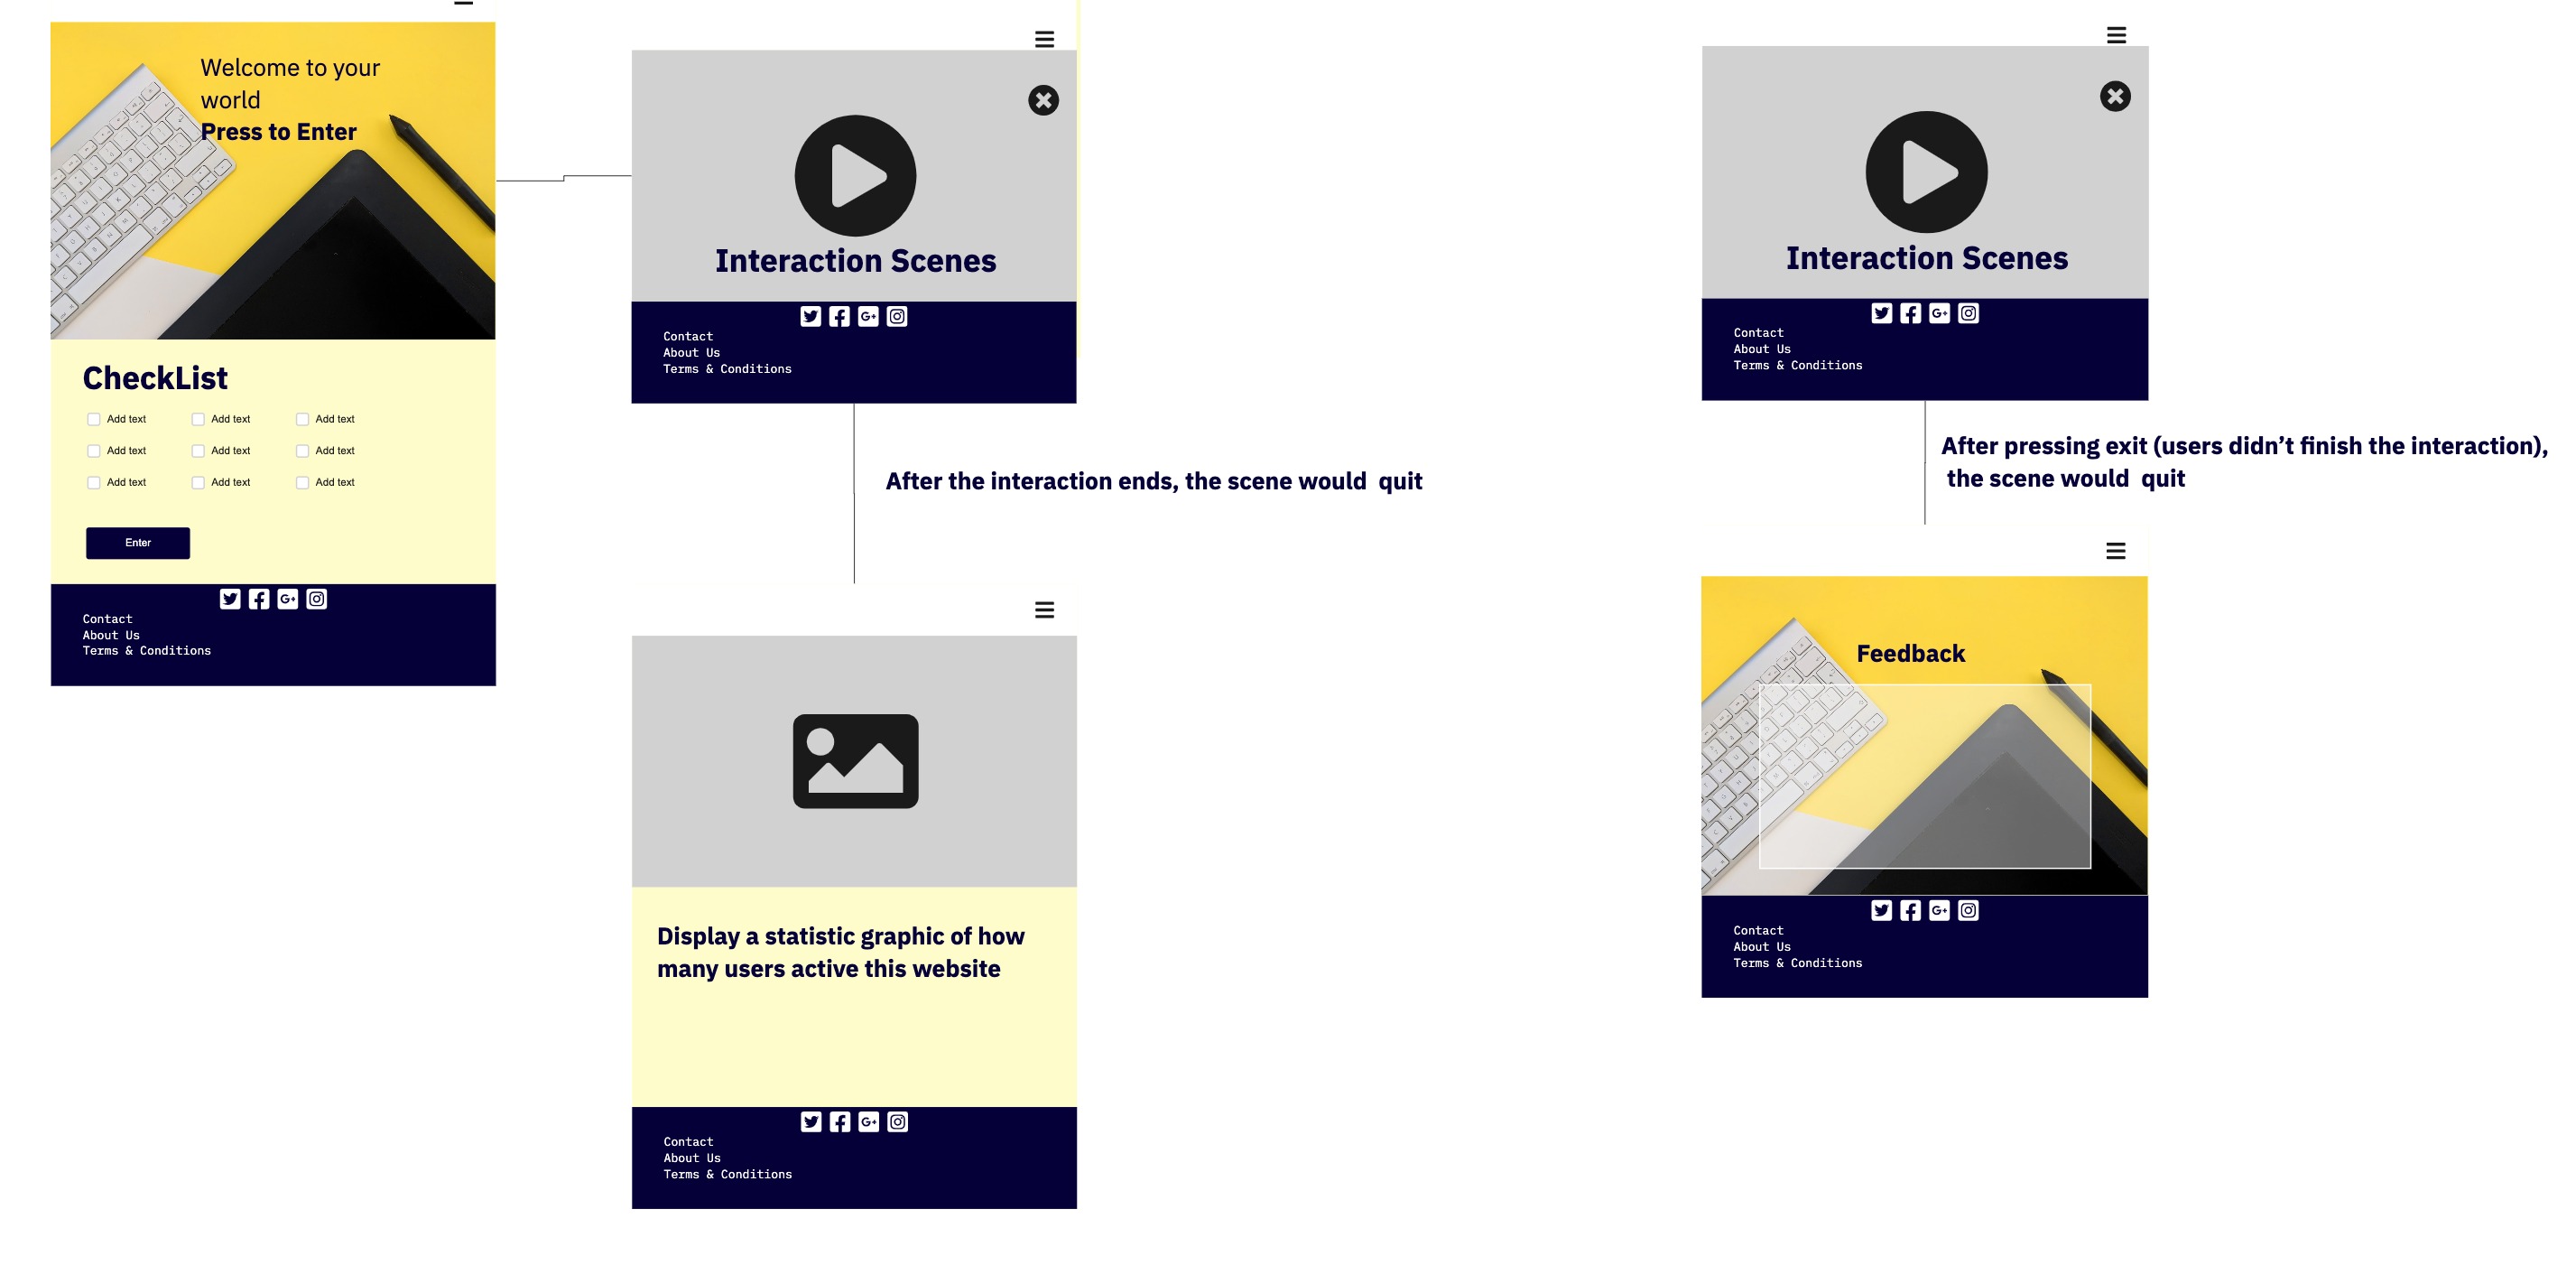 Welcome to your
world
Press to Enter
CheckList
Add text Add text Add text
Add text Add text Add text
Add text Add text Add text
Enter
Contact
About Us
Terms & Conditions
Interaction Scenes
G+
Contact
About Us
Terms & Conditions
After the interaction ends, the scene would  quit
Display a statistic graphic of how
many users active this website
G+
Contact
About Us
Terms & Conditions
Interaction Scenes
G+
Contact
About Us
Terms & Conditions
After pressing exit (users didn’t finish the interaction),
the scene would  quit
Feedback
G+
Contact
About Us
Terms & Conditions